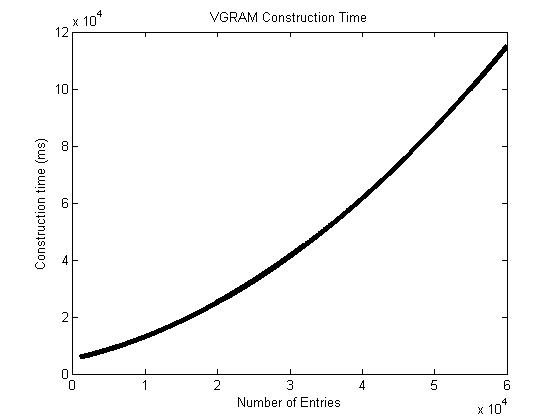 VGRAM Construction Time
x 10^4
12
10
8
6
4
2
0
Construction time (ms)
0 1 2 3 4 5 6
Number of Entries
x 10^4